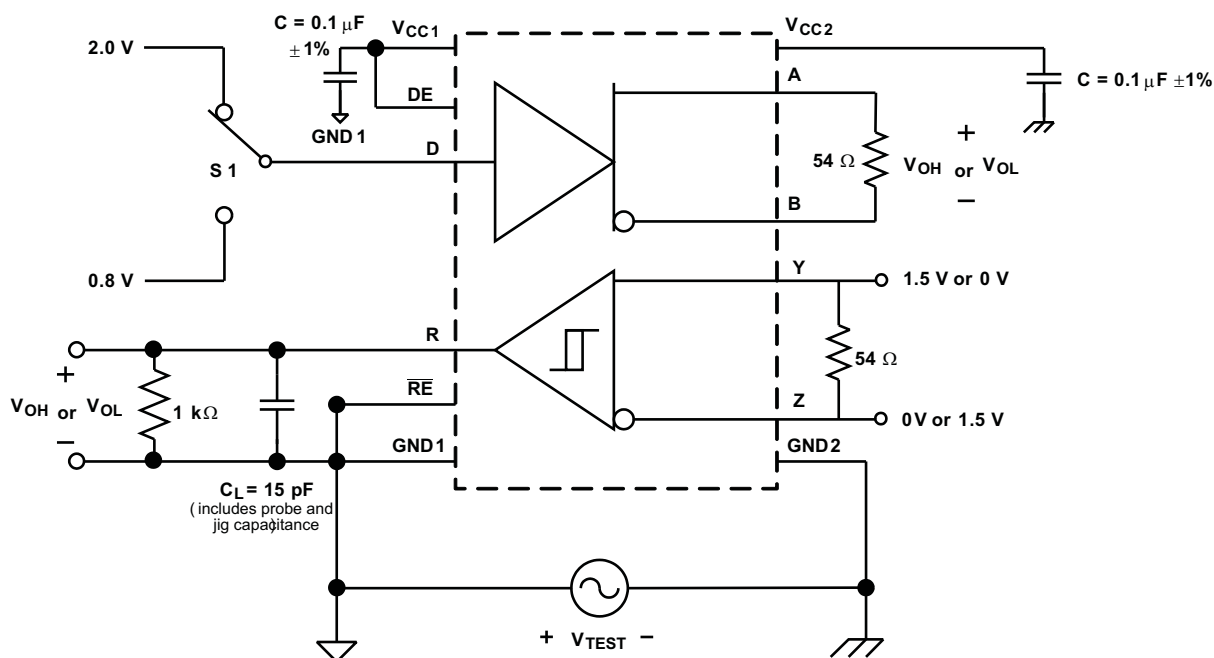 C = 0.1 μF
±1%
VCC1
VCC2
2.0 V
DE
GND 1
A
C = 0.1 μF ±1%
D
S 1
54 Ω
+
VOH or VOL
−
B
0.8 V
Y
1.5 V or 0 V
R
54 Ω
+
VOH or VOL
−
1 kΩ
RE
Z
0V or 1.5 V
GND1
GND2
CL = 15 pF
( includes probe and
jig capa)citance
+ VTEST −